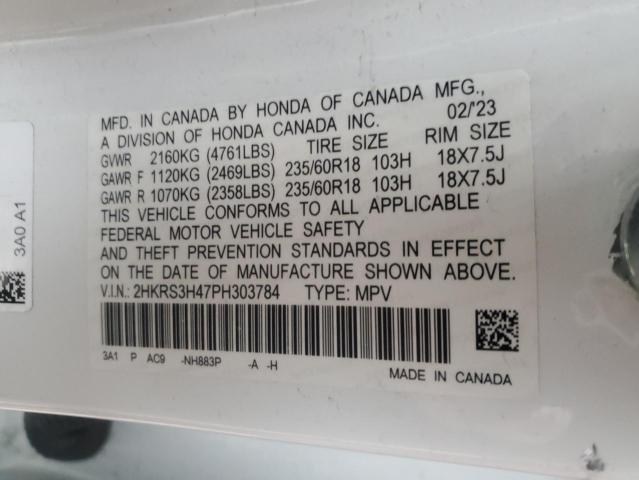 MFD. IN CANADA BY HONDA OF CANADA MFG.,
A DIVISION OF HONDA CANADA INC. 02/'23
GVWR 2160KG (4761LBS) TIRE SIZE RIM SIZE
GAWR F 1120KG (2469LBS) 235/60R18 103H 18X7.5J
GAWR R 1070KG (2358LBS) 235/60R18 103H 18X7.5J
THIS VEHICLE CONFORMS TO ALL APPLICABLE
FEDERAL MOTOR VEHICLE SAFETY
AND THEFT PREVENTION STANDARDS IN EFFECT
ON THE DATE OF MANUFACTURE SHOWN ABOVE.
V.I.N.: 2HKRS3H47PH303784 TYPE: MPV
3A1 P AC9 -NH883P -A -H
MADE IN CANADA
3A0 A1